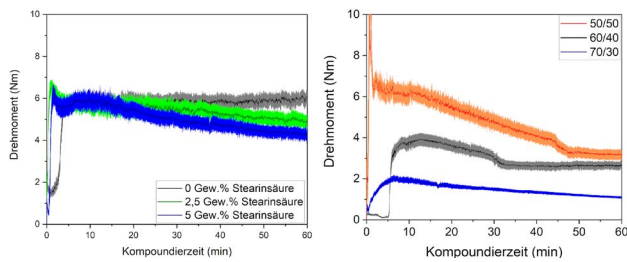 Drehmoment (Nm)
10
8
6
4
2
0
0 Gew.% Stearinsäure
2,5 Gew.% Stearinsäure
5 Gew.% Stearinsäure
0 10 20 30 40 50 60
Kompoundierzeit (min)
Drehmoment (Nm)
10
8
6
4
2
0
50/50
60/40
70/30
0 10 20 30 40 50 60
Kompoundierzeit (min)